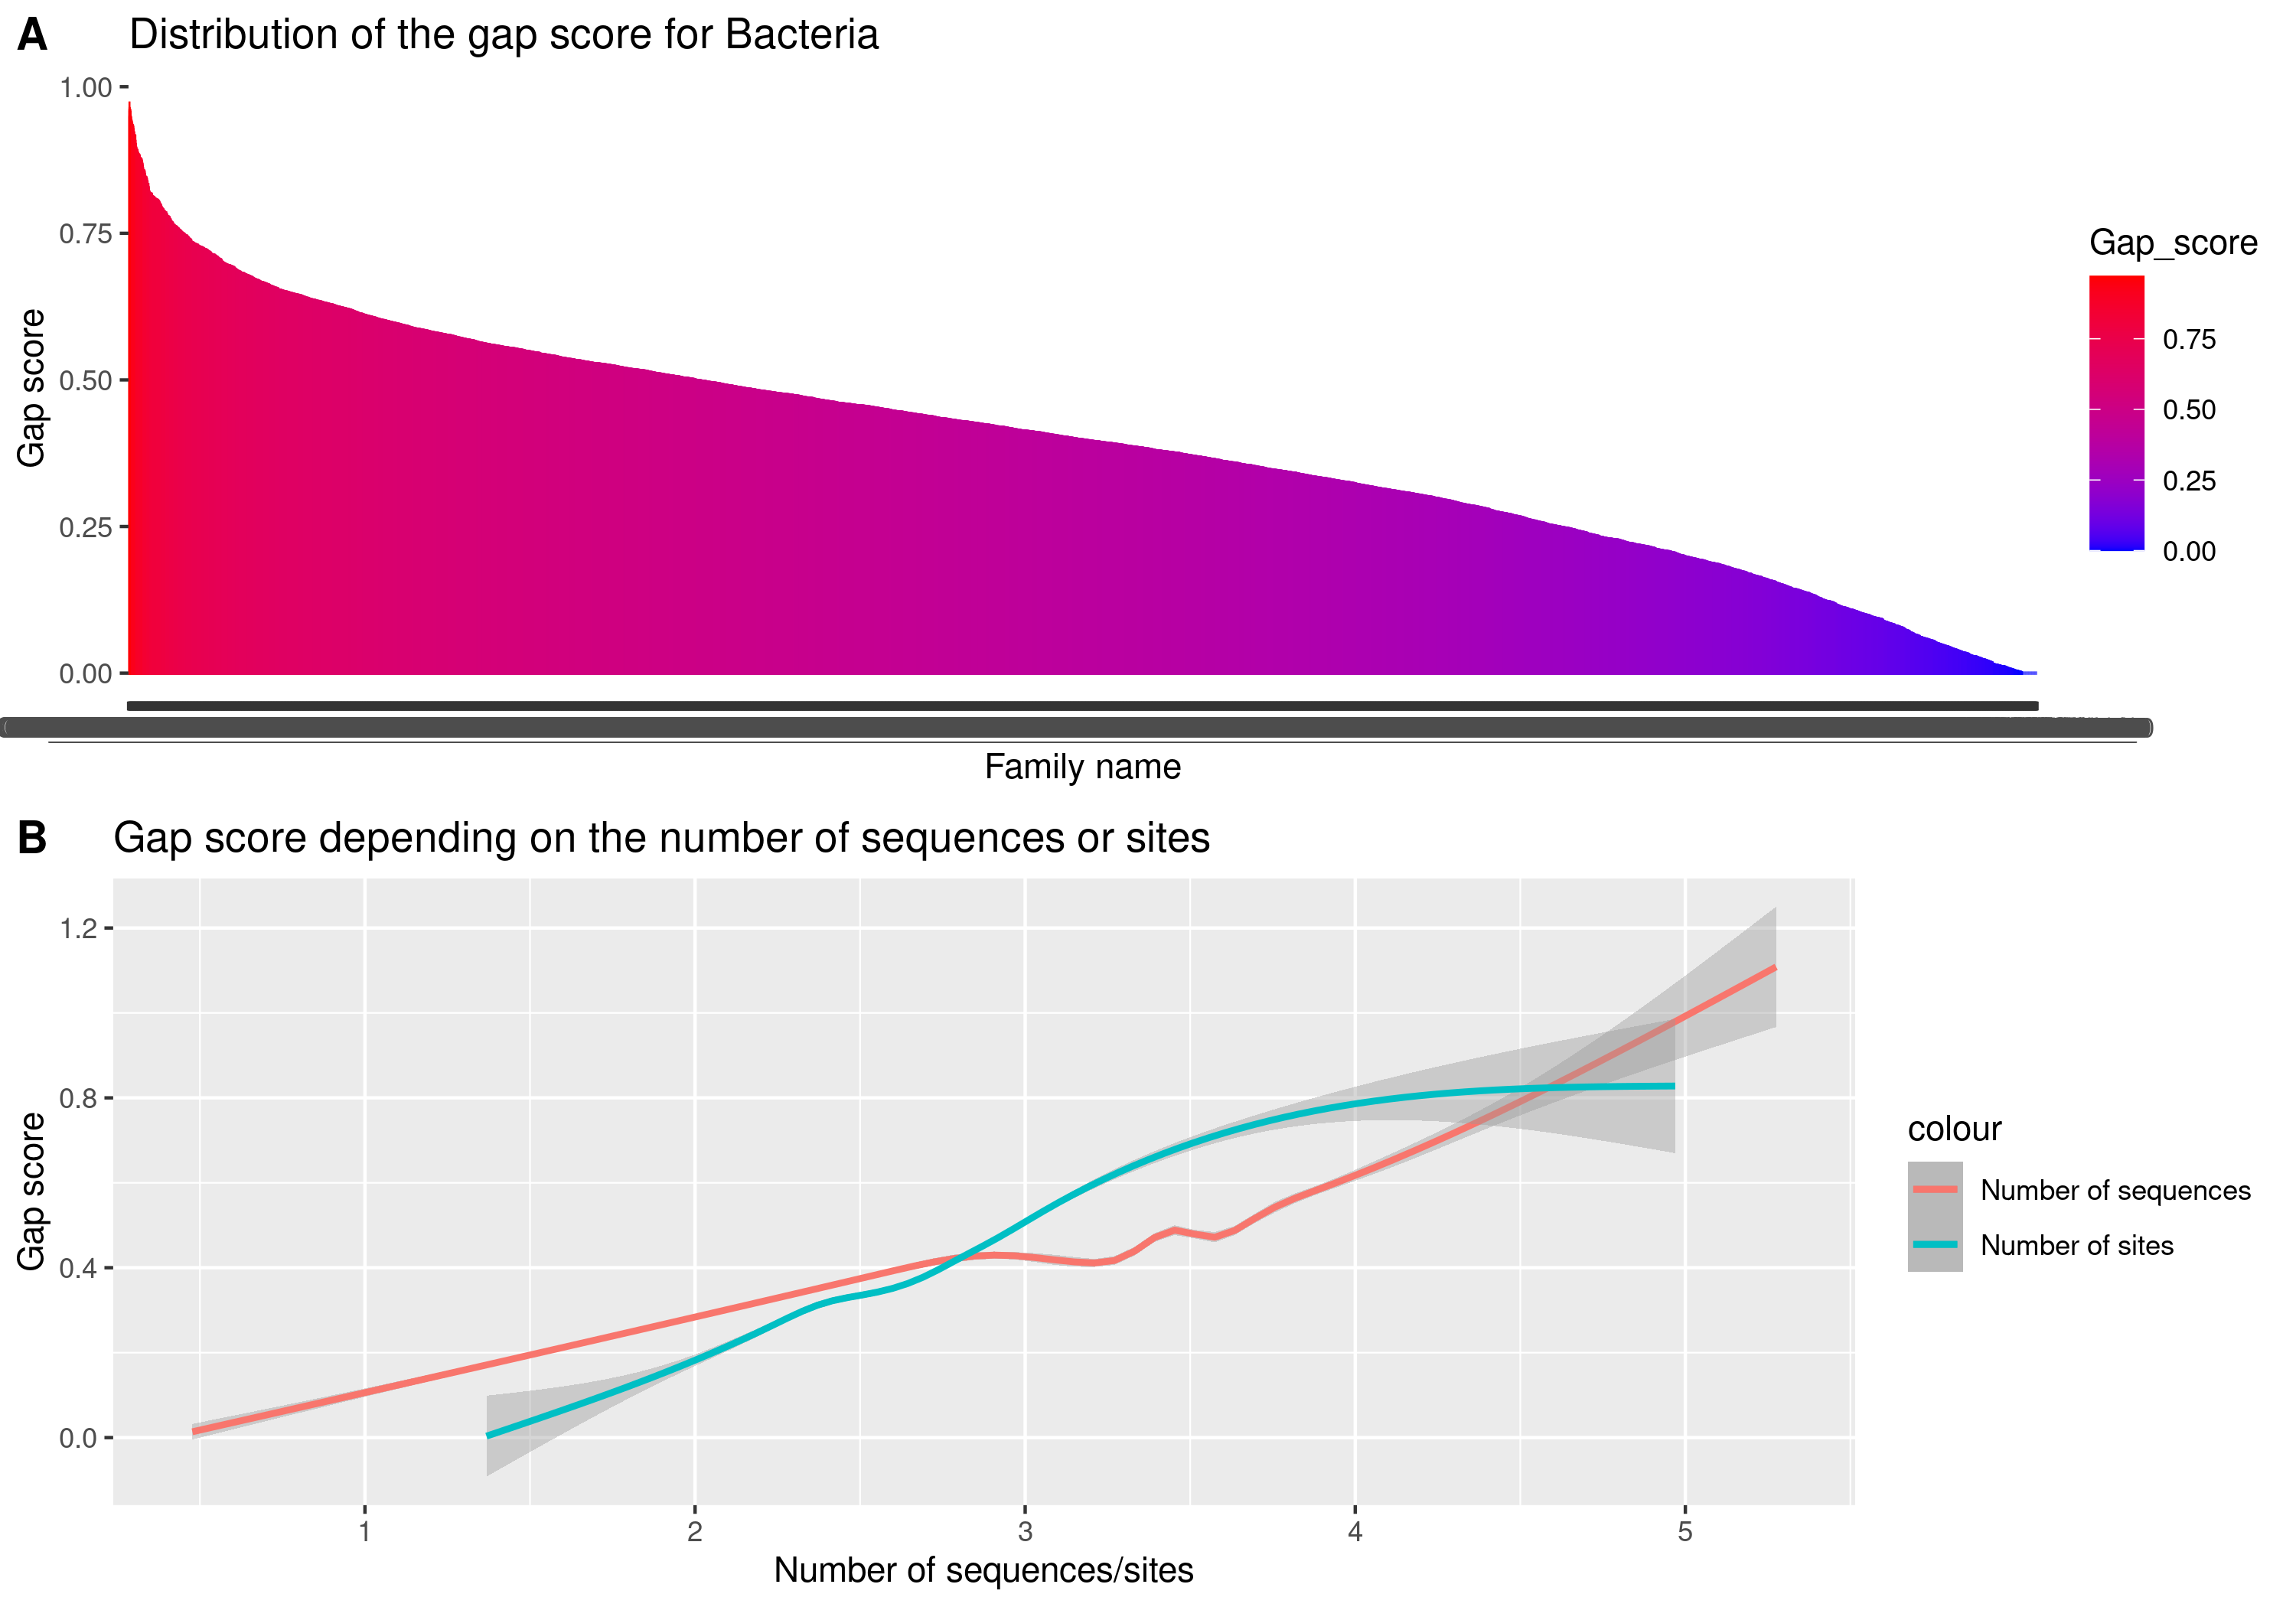 A
Distribution of the gap score for Bacteria
1.00
0.75
0.50
0.25
0.00
Gap score
Family name
Gap_score
0.75
0.50
0.25
0.00
B
Gap score depending on the number of sequences or sites
1.2
0.8
0.4
0.0
Gap score
1 2 3 4 5
Number of sequences/sites
colour
Number of sequences
Number of sites